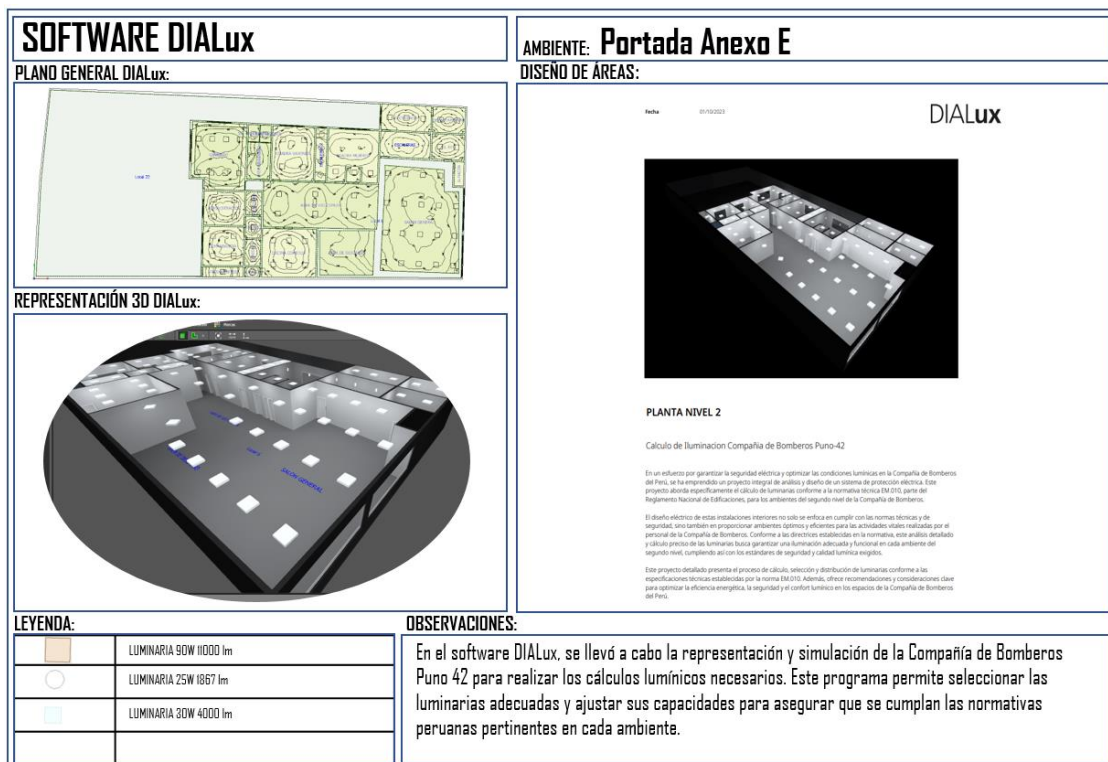 SOFTWARE DIALux
AMBIENTE: Portada Anexo E
PLANO GENERAL DIALux:
DISEÑO DE ÁREAS:
Local 31
Fecha 01/10/2023
DIALux
REPRESENTACIÓN 3D DIALux:
SALON GENERAL
PLANTA NIVEL 2
Calculo de Iluminacion Compañia de Bomberos Puno-42
En un esfuerzo por garantizar la seguridad eléctrica y optimizar las condiciones lumínicas en la Compañía de Bomberos
del Perú, se ha emprendido un proyecto integral de análisis y diseño de un sistema de protección eléctrica. Este
proyecto aborda específicamente el cálculo de luminarias conforme a la normativa técnica EM.010, parte del
Reglamento Nacional de Edificaciones, para los ambientes del segundo nivel de la Compañía de Bomberos.
El diseño eléctrico de estas instalaciones interiores no solo se enfoca en cumplir con las normas técnicas y de
seguridad, sino también en proporcionar ambientes óptimos y eficientes para las actividades vitales realizadas por el
personal de la Compañía de Bomberos. Conforme a las directrices establecidas en la normativa, este análisis detallado
y cálculo preciso de las luminarias busca garantizar una iluminación adecuada y funcional en cada ambiente del
segundo nivel, cumpliendo así con los estándares de seguridad y calidad lumínica exigidos.
Este proyecto detallado presenta el proceso de cálculo, selección y distribución de luminarias conforme a las
especificaciones técnicas establecidas por la norma EM.010. Además, ofrece recomendaciones y consideraciones clave
para optimizar la eficiencia energética, la seguridad y el confort lumínico en los espacios de la Compañía de Bomberos
del Perú.
LEYENDA:
LUMINARIA 90W 11000 lm
LUMINARIA 25W 1867 lm
LUMINARIA 30W 4000 lm
OBSERVACIONES:
En el software DIALux, se llevó a cabo la representación y simulación de la Compañía de Bomberos
Puno 42 para realizar los cálculos lumínicos necesarios. Este programa permite seleccionar las
luminarias adecuadas y ajustar sus capacidades para asegurar que se cumplan las normativas
peruanas pertinentes en cada ambiente.